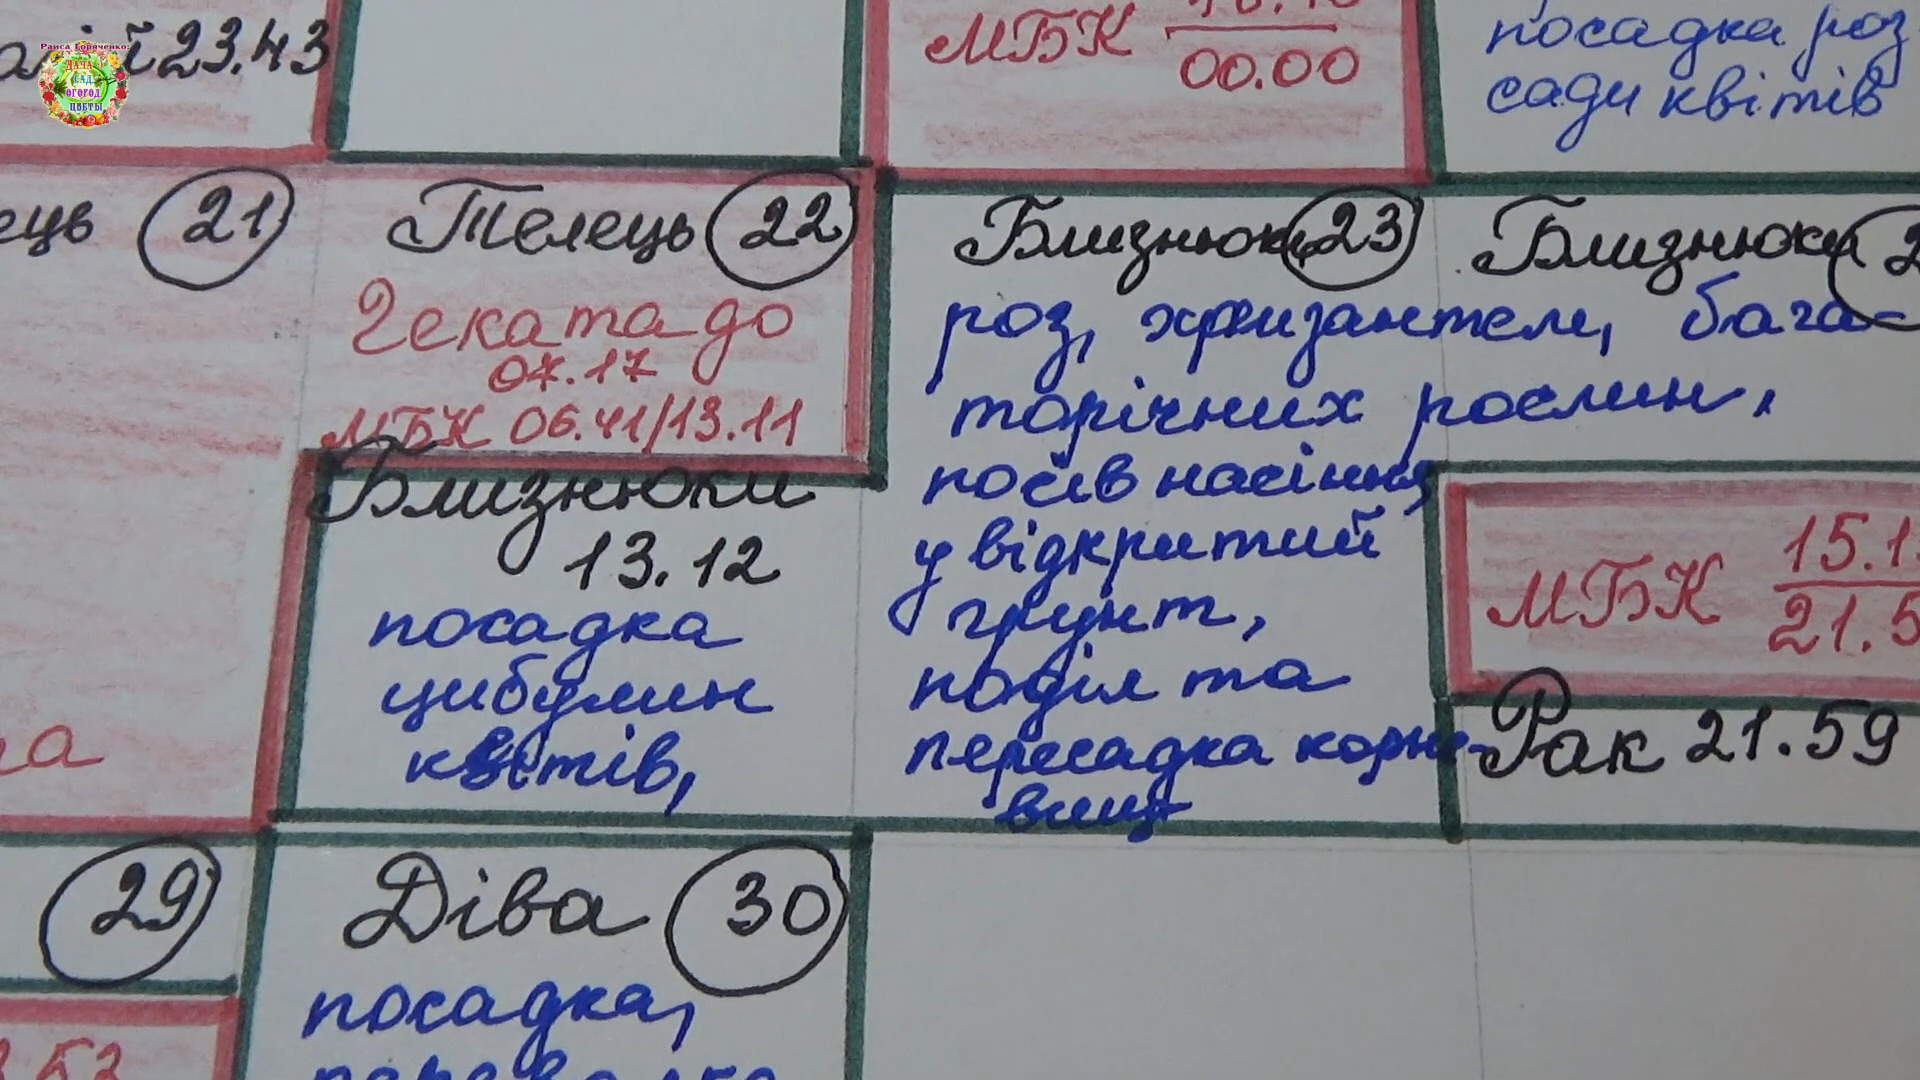 Раиса Горяченко:
ДАЧА
САД
ОГОРОД
ЦВЕТЫ
23.43
МБК
00.00
посадка роз
сади квітів
21
Телець 22
Геката до
07.17
МБК 06.41/13.11
Близнюки
13.12
посадка
цибулин
квітів,
Близнюки 23
Близнюки
роз, хризантем, бага-
торічних рослин,
посів насіння
у відкритий
грунт,
поділ та
пересадка корне-
вищ
МБК
Рак 21.59
29
Діва 30
посадка,